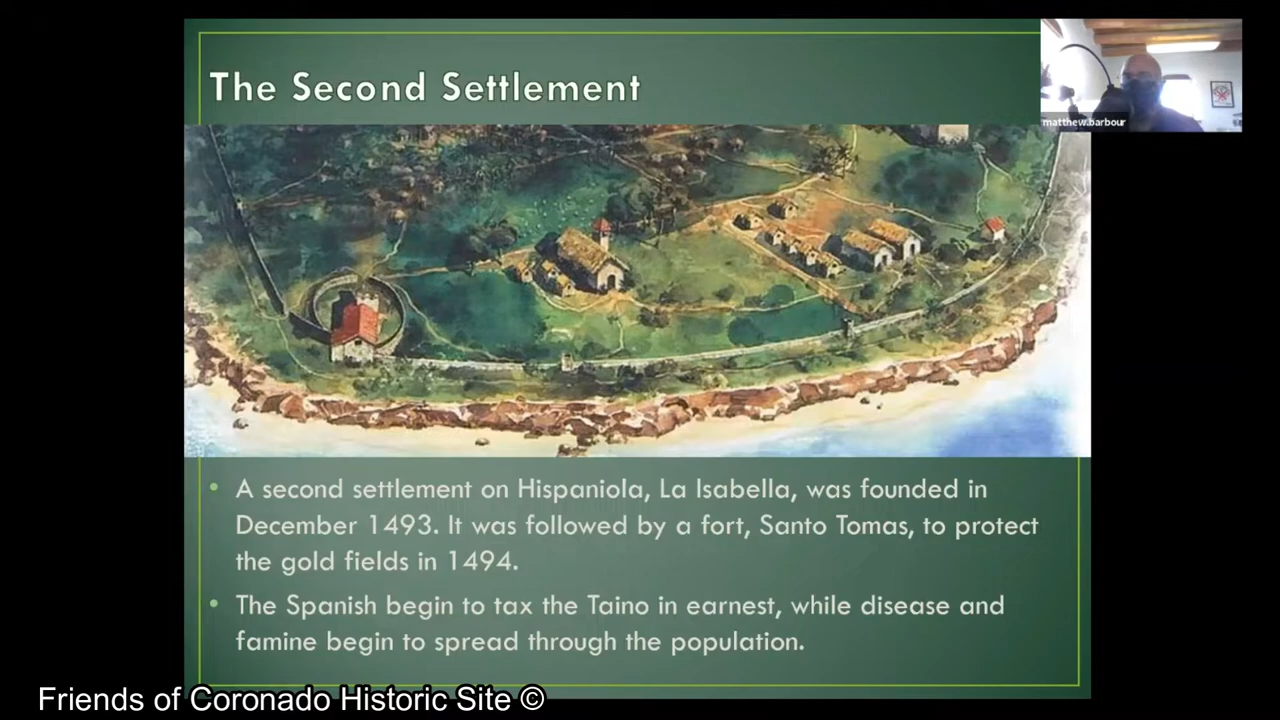 The Second Settlement
matthew.barbour
• A second settlement on Hispaniola, La Isabella, was founded in
December 1493. It was followed by a fort, Santo Tomas, to protect
the gold fields in 1494.
• The Spanish begin to tax the Taino in earnest, while disease and
famine begin to spread through the population.
Friends of Coronado Historic Site ©